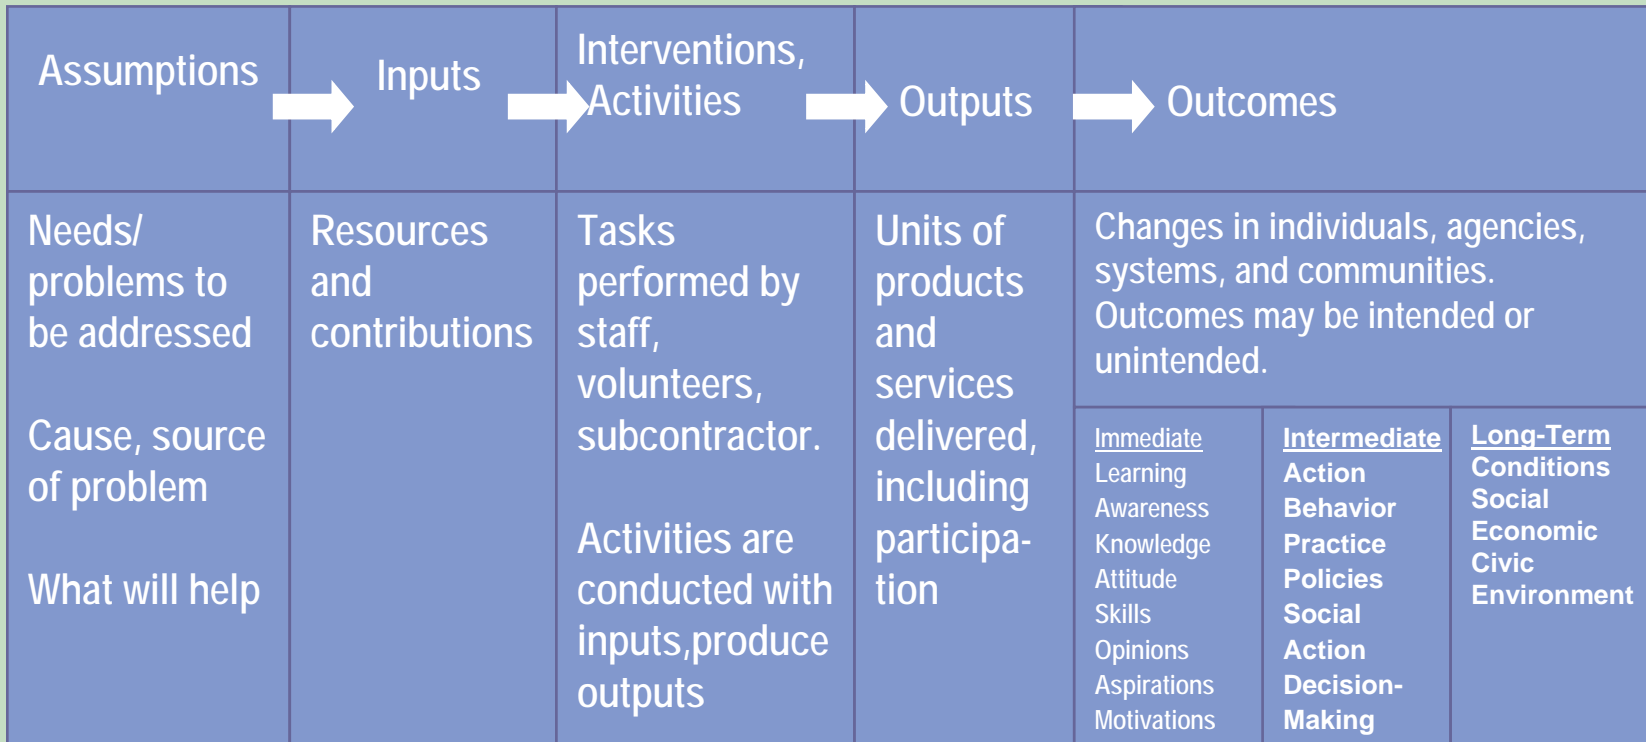 Assumptions
Inputs
Interventions,
Activities
Outputs
Outcomes
Needs/
problems to
be addressed
Cause, source
of problem
What will help
Resources
and
contributions
Tasks
performed by
staff,
volunteers,
subcontractor.
Activities are
conducted with
inputs,produce
outputs
Units of
products
and
services
delivered,
including
participa-
tion
Changes in individuals, agencies,
systems, and communities.
Outcomes may be intended or
unintended.
Immediate
Learning
Awareness
Knowledge
Attitude
Skills
Opinions
Aspirations
Motivations
Intermediate
Action
Behavior
Practice
Policies
Social
Action
Decision-
Making
Long-Term
Conditions
Social
Economic
Civic
Environment